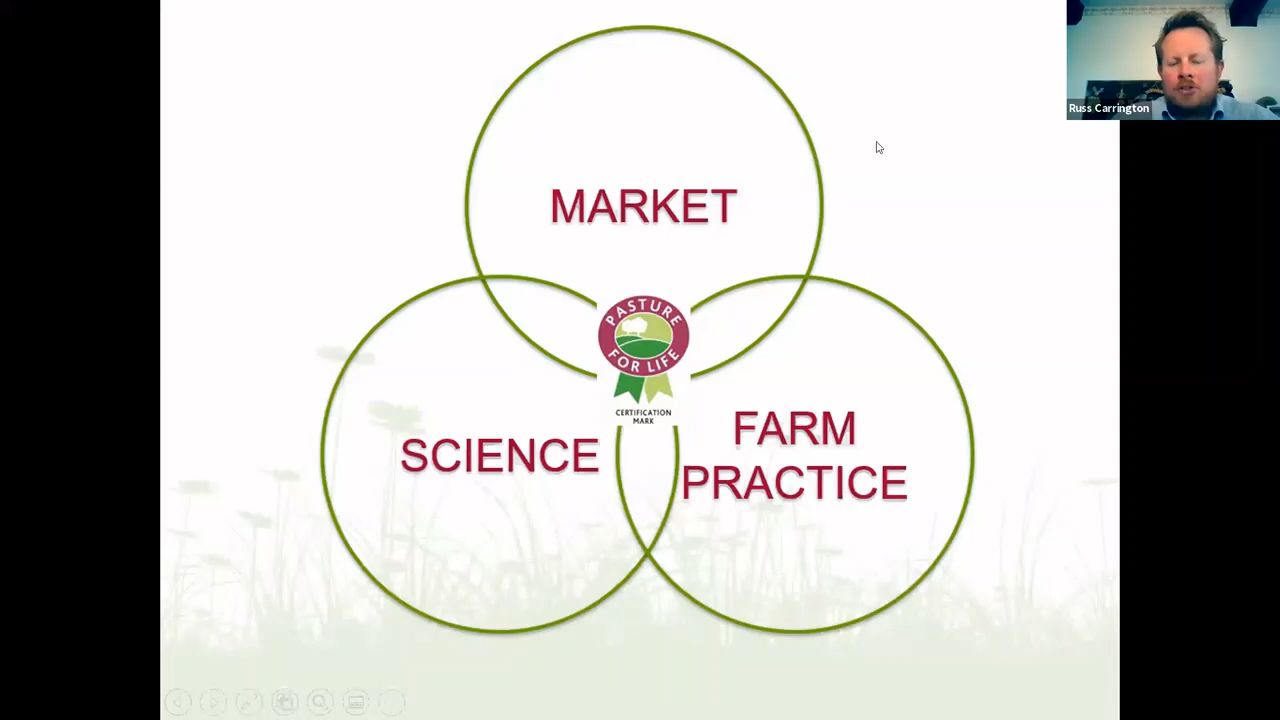 Russ Carrington
MARKET
PASTURE
FOR LIFE
CERTIFICATION
MARK
SCIENCE
FARM
PRACTICE